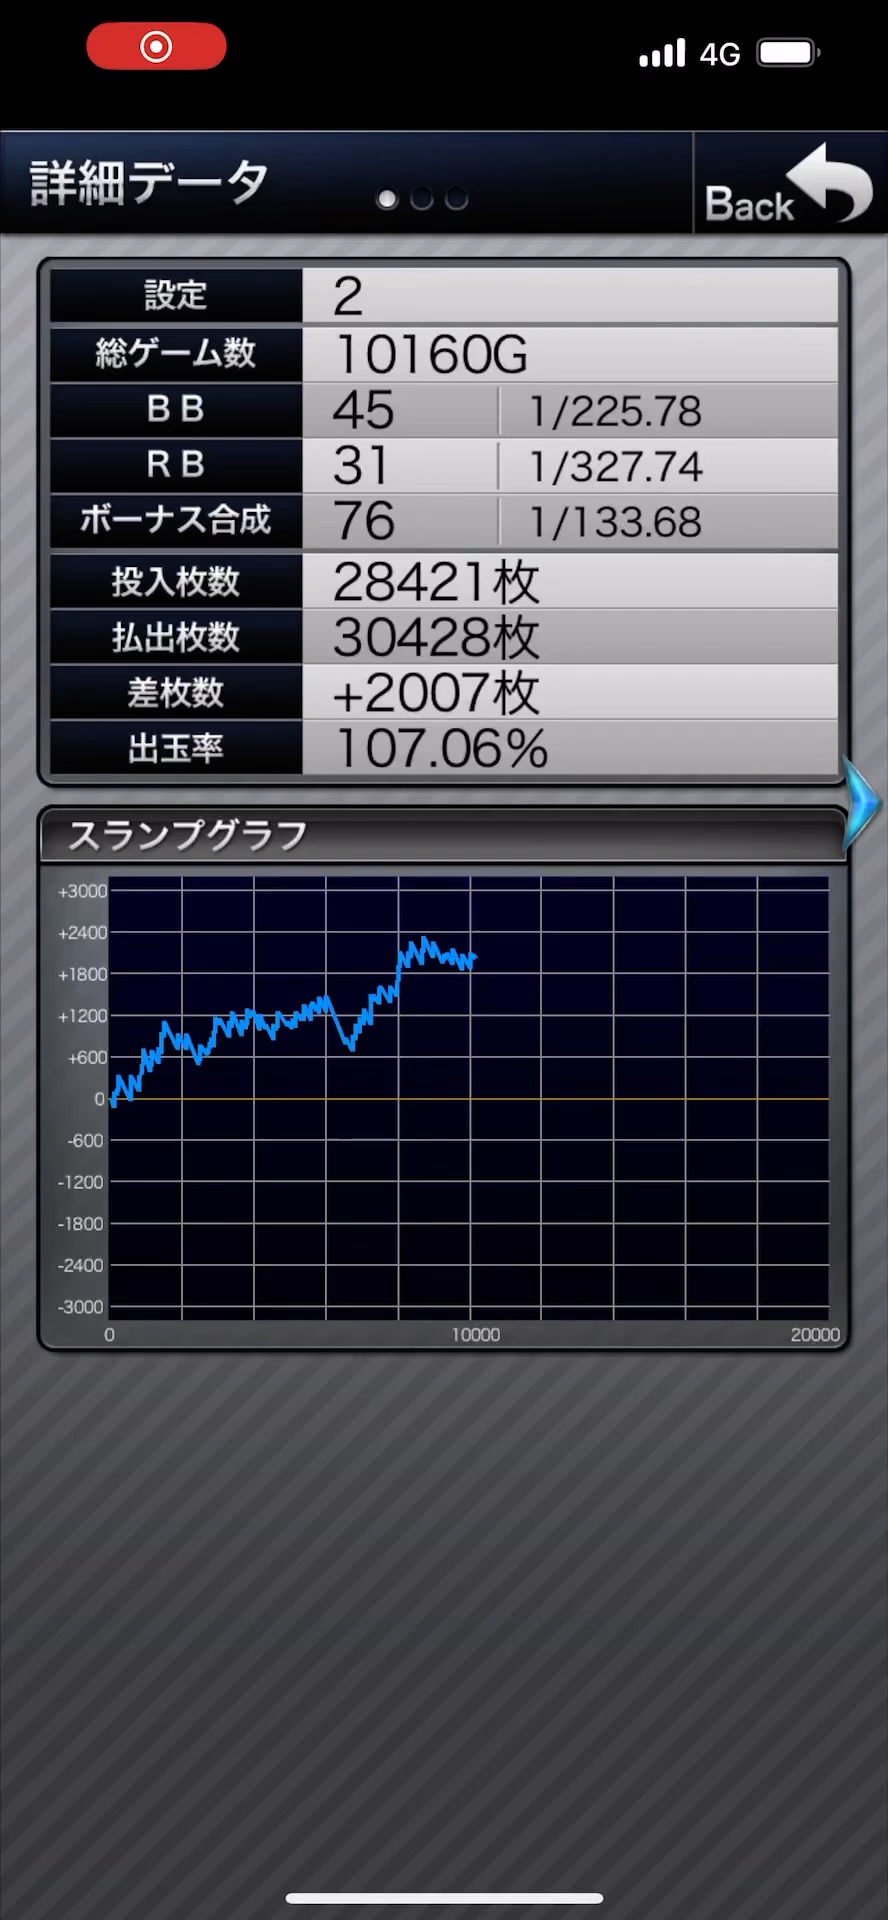 4G
詳細データ
Back
設定 2
総ゲーム数 10160G
BB 45 1/225.78
RB 31 1/327.74
ボーナス合成 76 1/133.68
投入枚数 28421枚
払出枚数 30428枚
差枚数 +2007枚
出玉率 107.06%
スランプグラフ
+3000
+2400
+1800
+1200
+600
0
-600
-1200
-1800
-2400
-3000
0 10000 20000